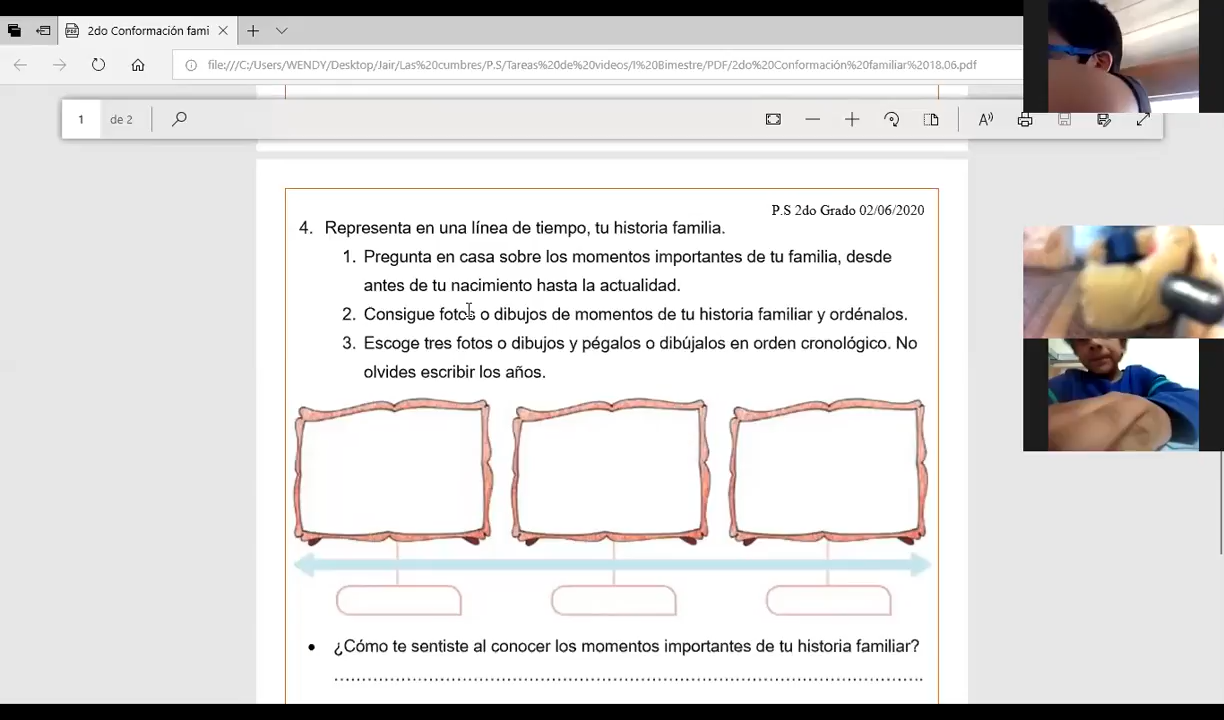 2do Conformación fami
file:///C:/Users/WENDY/Desktop/Jair/Las%20cumbres/P.S/Tareas%20de%20videos/I%20Bimestre/PDF/2do%20Conformación%20familiar%2018.06.pdf
1 de 2
P.S 2do Grado 02/06/2020
4. Representa en una línea de tiempo, tu historia familia.
1. Pregunta en casa sobre los momentos importantes de tu familia, desde
antes de tu nacimiento hasta la actualidad.
2. Consigue fotos o dibujos de momentos de tu historia familiar y ordénalos.
3. Escoge tres fotos o dibujos y pégalos o dibújalos en orden cronológico. No
olvides escribir los años.
• ¿Cómo te sentiste al conocer los momentos importantes de tu historia familiar?